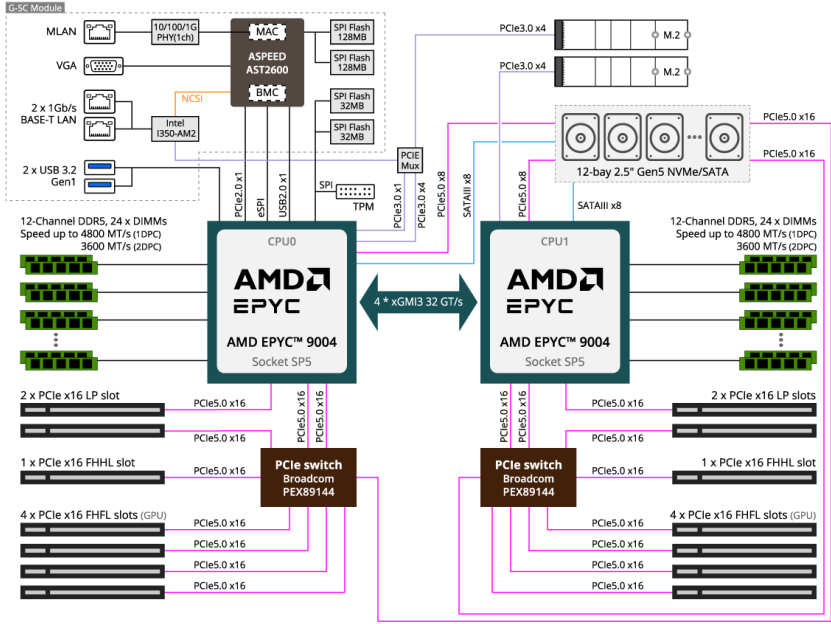 G-SC Module
MLAN
10/100/1G
PHY(1ch)
MAC
ASPEED
AST2600
BMC
SPI Flash
128MB
SPI Flash
128MB
SPI Flash
32MB
SPI Flash
32MB
VGA
NCSI
2 x 1Gb/s
BASE-T LAN
Intel
I350-AM2
2 x USB 3.2
Gen1
PCIe2.0 x1
eSPI
USB2.0 x1
SPI
TPM
PCIE
Mux
PCIe3.0 x1
PCIe3.0 x4
PCIe5.0 x8
SATAIII x8
PCIe3.0 x4
M.2
PCIe3.0 x4
M.2
12-bay 2.5" Gen5 NVMe/SATA
PCIe5.0 x16
PCIe5.0 x16
PCIe5.0 x8
SATAIII x8
12-Channel DDR5, 24 x DIMMs
Speed up to 4800 MT/s (1DPC)
3600 MT/s (2DPC)
CPU0
AMD
EPYC
AMD EPYC™ 9004
Socket SP5
4 * xGMI3 32 GT/s
CPU1
AMD
EPYC
AMD EPYC™ 9004
Socket SP5
12-Channel DDR5, 24 x DIMMs
Speed up to 4800 MT/s (1DPC)
3600 MT/s (2DPC)
2 x PCIe x16 LP slot
PCIe5.0 x16
PCIe5.0 x16
PCIe5.0 x16
PCIe5.0 x16
1 x PCIe x16 FHHL slot
PCIe5.0 x16
PCIe switch
Broadcom
PEX89144
4 x PCIe x16 FHFL slots (GPU)
PCIe5.0 x16
PCIe5.0 x16
PCIe5.0 x16
PCIe5.0 x16
PCIe5.0 x16
PCIe5.0 x16
2 x PCIe x16 LP slots
PCIe5.0 x16
PCIe5.0 x16
PCIe switch
Broadcom
PEX89144
1 x PCIe x16 FHHL slot
PCIe5.0 x16
4 x PCIe x16 FHFL slots (GPU)
PCIe5.0 x16
PCIe5.0 x16
PCIe5.0 x16
PCIe5.0 x16